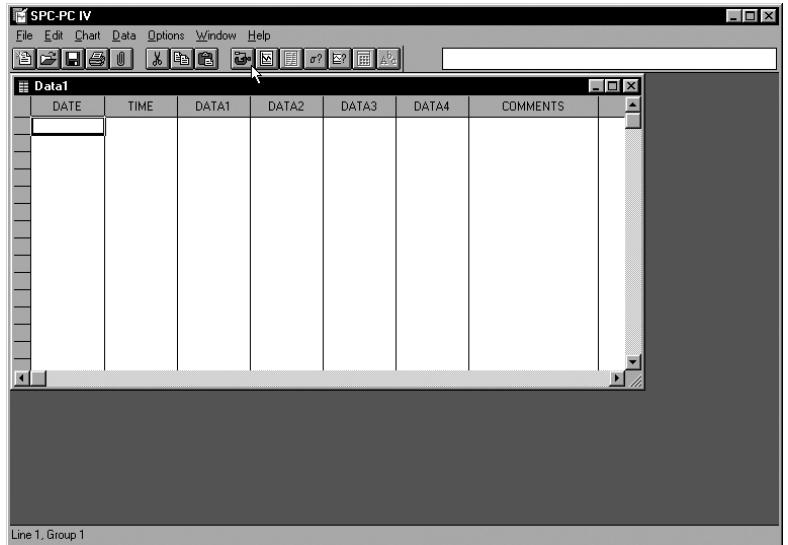 SPC-PC IV
File Edit Chart Data Options Window Help
σ?
Data1
DATE TIME DATA1 DATA2 DATA3 DATA4 COMMENTS
Line 1, Group 1